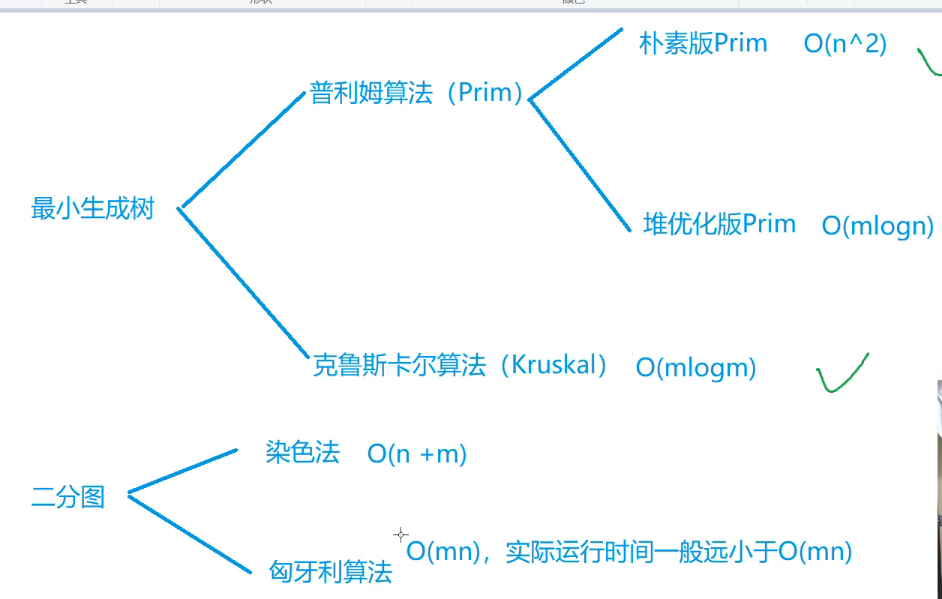 朴素版Prim O(n^2)
普利姆算法（Prim）
最小生成树
堆优化版Prim O(mlogn)
克鲁斯卡尔算法（Kruskal） O(mlogm)
染色法 O(n +m)
二分图
O(mn)，实际运行时间一般远小于O(mn)
匈牙利算法